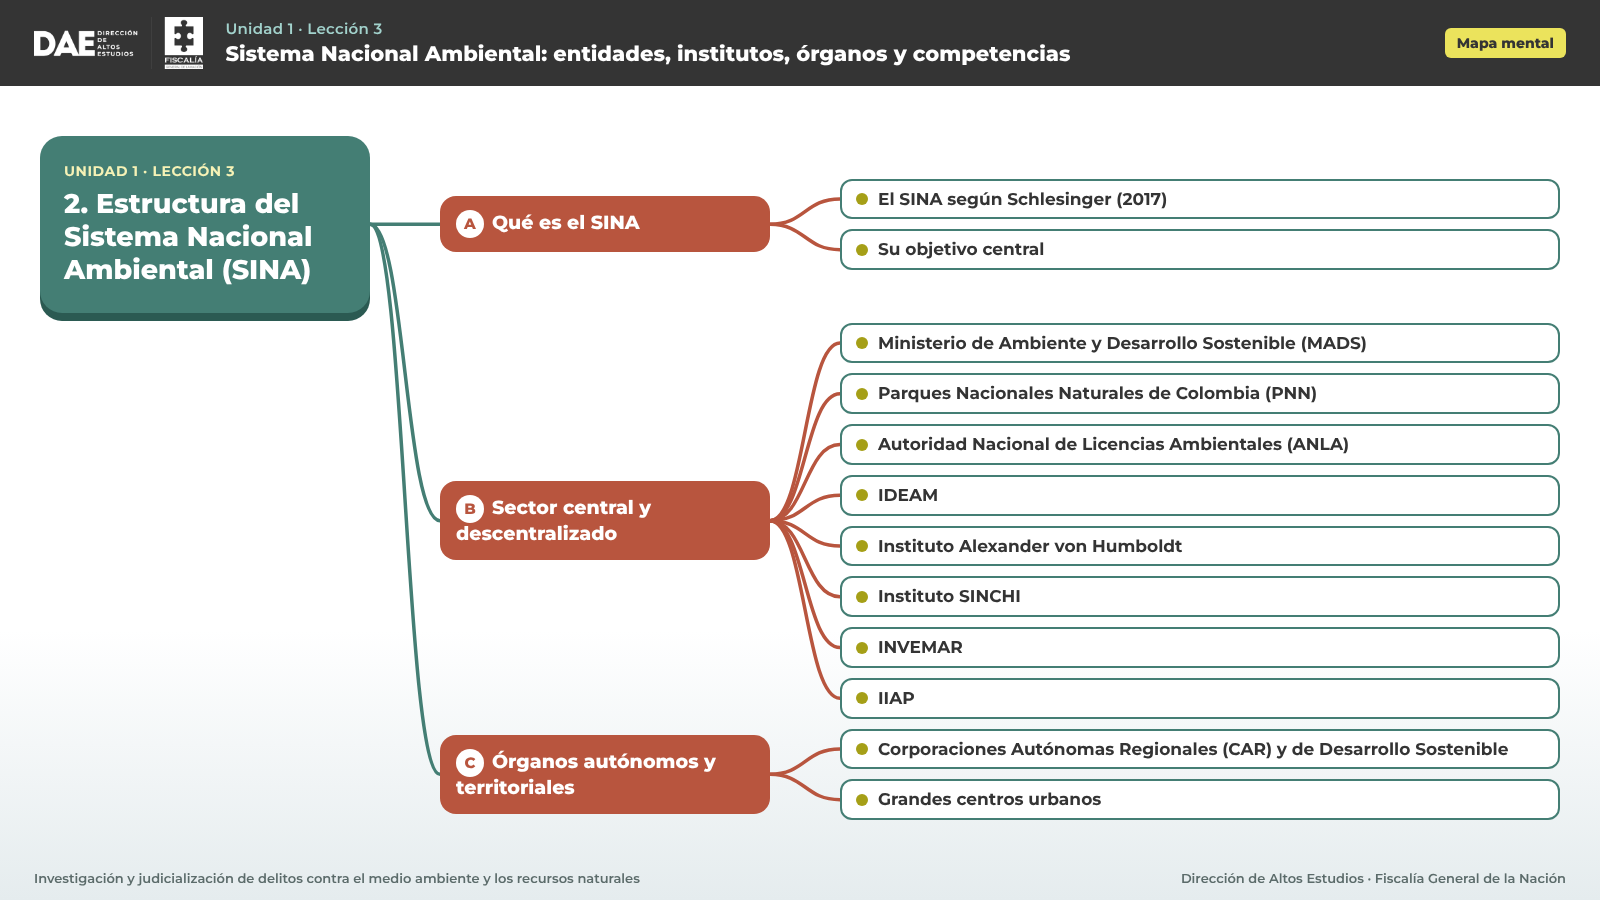 DAE DIRECCIÓN
DE
ALTOS
ESTUDIOS
FISCALÍA
Unidad 1 · Lección 3
Sistema Nacional Ambiental: entidades, institutos, órganos y competencias
Mapa mental
UNIDAD 1 · LECCIÓN 3
2. Estructura del
Sistema Nacional
Ambiental (SINA)
A Qué es el SINA
El SINA según Schlesinger (2017)
Su objetivo central
B Sector central y
descentralizado
Ministerio de Ambiente y Desarrollo Sostenible (MADS)
Parques Nacionales Naturales de Colombia (PNN)
Autoridad Nacional de Licencias Ambientales (ANLA)
IDEAM
Instituto Alexander von Humboldt
Instituto SINCHI
INVEMAR
IIAP
C Órganos autónomos y
territoriales
Corporaciones Autónomas Regionales (CAR) y de Desarrollo Sostenible
Grandes centros urbanos
Investigación y judicialización de delitos contra el medio ambiente y los recursos naturales
Dirección de Altos Estudios · Fiscalía General de la Nación